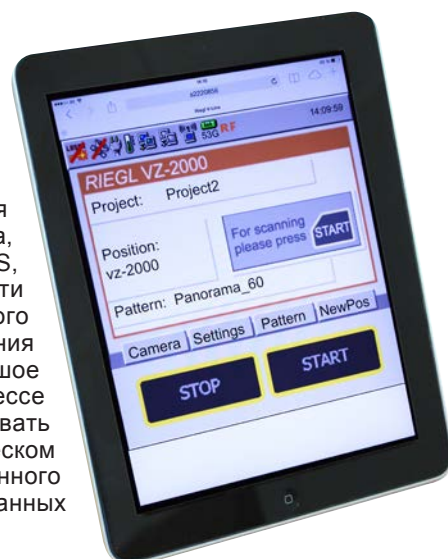 s2220656
14:09:59
53G RF
RIEGL VZ-2000
Project: Project2
Position:
vz-2000
For scanning
please press
START
Pattern: Panorama_60
Camera Settings Pattern NewPos
STOP START
я
а,
S,
ти
ого
ния
шое
ессе
вать
ском
нного
анных